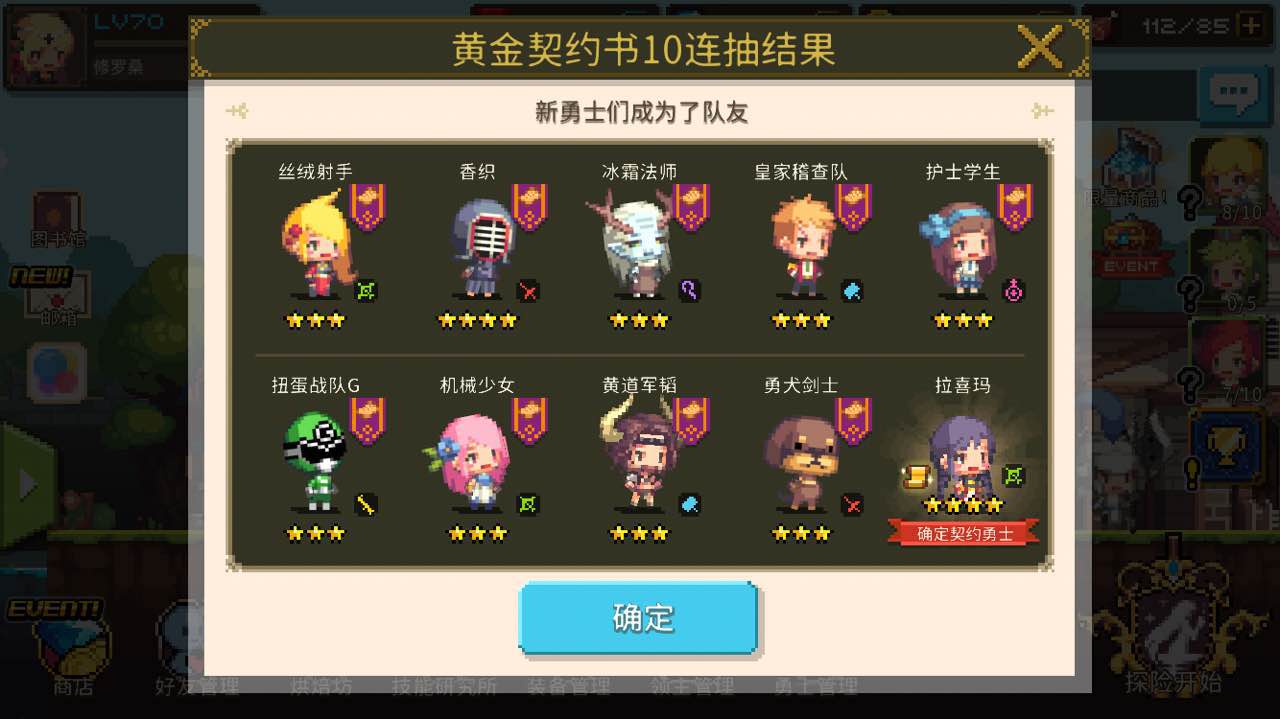 LV70
修罗桑
112/85
黄金契约书10连抽结果
新勇士们成为了队友
丝绒射手
香织
冰霜法师
皇家稽查队
护士学生
扭蛋战队G
机械少女
黄道军韬
勇犬剑士
拉喜玛
确定契约勇士
确定
图书馆
NEW!
邮箱
限量商品!
EVENT
8/10
0/5
7/10
EVENT!
商店
好友管理
烘焙坊
技能研究所
装备管理
领主管理
勇士管理
探险开始